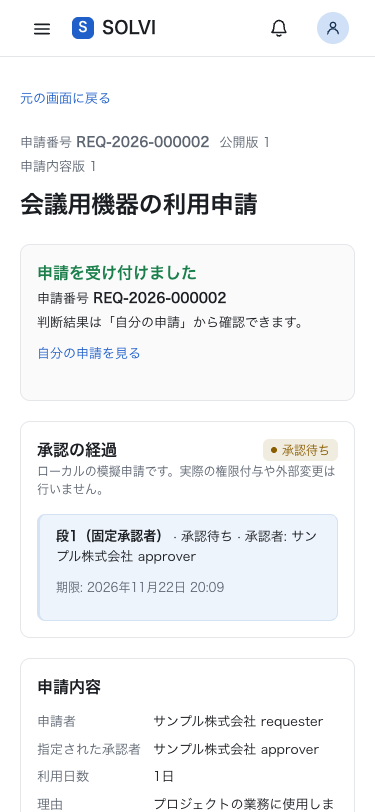 S SOLVI
元の画面に戻る
申請番号 REQ-2026-000002 公開版 1
申請内容版 1
会議用機器の利用申請
申請を受け付けました
申請番号 REQ-2026-000002
判断結果は「自分の申請」から確認できます。
自分の申請を見る
承認の経過
承認待ち
ローカルの模擬申請です。実際の権限付与や外部変更は
行いません。
段1（固定承認者） · 承認待ち · 承認者: サン
プル株式会社 approver
期限: 2026年11月22日 20:09
申請内容
申請者 サンプル株式会社 requester
指定された承認者 サンプル株式会社 approver
利用日数 1日
理由 プロジェクトの業務に使用しま